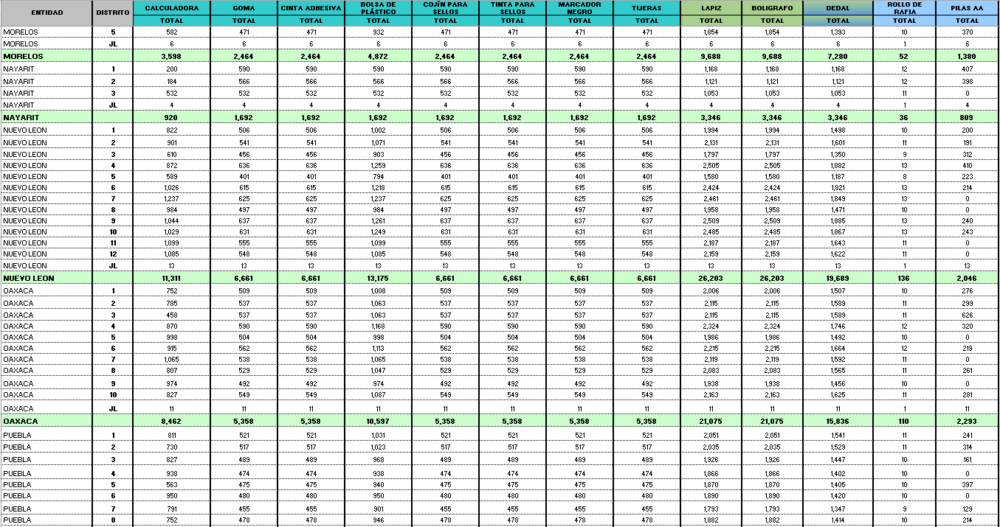 ENTIDAD DISTRITO CALCULADORA GOMA CINTA ADHESIVA BOLSA DE PLÁSTICO COJÍN PARA SELLOS TINTA PARA SELLOS MARCADOR NEGRO TIJERAS LAPIZ BOLIGRAFO DEDAL ROLLO DE RAFIA PILAS AA
TOTAL TOTAL TOTAL TOTAL TOTAL TOTAL TOTAL TOTAL TOTAL TOTAL TOTAL TOTAL TOTAL
MORELOS 5 582 471 471 932 471 471 471 471 1,854 1,854 1,393 10 370
MORELOS JL 6 6 6 6 6 6 6 6 6 6 6 1 6
MORELOS 3,598 2,464 2,464 4,872 2,464 2,464 2,464 2,464 9,688 9,688 7,280 52 1,380
NAYARIT 1 200 590 590 590 590 590 590 590 1,168 1,168 1,168 12 407
NAYARIT 2 184 566 566 566 566 566 566 566 1,121 1,121 1,121 12 398
NAYARIT 3 532 532 532 532 532 532 532 532 1,053 1,053 1,053 11 0
NAYARIT JL 4 4 4 4 4 4 4 4 4 4 4 1 4
NAYARIT 920 1,692 1,692 1,692 1,692 1,692 1,692 1,692 3,346 3,346 3,346 36 809
NUEVO LEON 1 822 506 506 1,002 506 506 506 506 1,994 1,994 1,498 10 200
NUEVO LEON 2 901 541 541 1,071 541 541 541 541 2,131 2,131 1,601 11 191
NUEVO LEON 3 610 456 456 903 456 456 456 456 1,797 1,797 1,350 9 312
NUEVO LEON 4 872 636 636 1,259 636 636 636 636 2,505 2,505 1,882 13 410
NUEVO LEON 5 589 401 401 794 401 401 401 401 1,580 1,580 1,187 8 223
NUEVO LEON 6 1,026 615 615 1,218 615 615 615 615 2,424 2,424 1,821 13 214
NUEVO LEON 7 1,237 625 625 1,237 625 625 625 625 2,461 2,461 1,849 13 0
NUEVO LEON 8 984 497 497 984 497 497 497 497 1,958 1,958 1,471 10 0
NUEVO LEON 9 1,044 637 637 1,261 637 637 637 637 2,509 2,509 1,885 13 240
NUEVO LEON 10 1,029 631 631 1,249 631 631 631 631 2,485 2,485 1,867 13 243
NUEVO LEON 11 1,099 555 555 1,099 555 555 555 555 2,187 2,187 1,643 11 0
NUEVO LEON 12 1,085 548 548 1,085 548 548 548 548 2,159 2,159 1,622 11 0
NUEVO LEON JL 13 13 13 13 13 13 13 13 13 13 13 1 13
NUEVO LEON 11,311 6,661 6,661 13,175 6,661 6,661 6,661 6,661 26,203 26,203 19,689 136 2,046
OAXACA 1 752 509 509 1,008 509 509 509 509 2,006 2,006 1,507 10 276
OAXACA 2 785 537 537 1,063 537 537 537 537 2,115 2,115 1,589 11 299
OAXACA 3 458 537 537 1,063 537 537 537 537 2,115 2,115 1,589 11 626
OAXACA 4 870 590 590 1,168 590 590 590 590 2,324 2,324 1,746 12 320
OAXACA 5 998 504 504 998 504 504 504 504 1,986 1,986 1,492 10 0
OAXACA 6 915 562 562 1,113 562 562 562 562 2,215 2,215 1,664 12 219
OAXACA 7 1,065 538 538 1,065 538 538 538 538 2,119 2,119 1,592 11 0
OAXACA 8 807 529 529 1,047 529 529 529 529 2,083 2,083 1,565 11 261
OAXACA 9 974 492 492 974 492 492 492 492 1,938 1,938 1,456 10 0
OAXACA 10 827 549 549 1,087 549 549 549 549 2,163 2,163 1,625 11 281
OAXACA JL 11 11 11 11 11 11 11 11 11 11 11 1 11
OAXACA 8,462 5,358 5,358 10,597 5,358 5,358 5,358 5,358 21,075 21,075 15,836 110 2,293
PUEBLA 1 811 521 521 1,031 521 521 521 521 2,051 2,051 1,541 11 241
PUEBLA 2 730 517 517 1,023 517 517 517 517 2,035 2,035 1,529 11 314
PUEBLA 3 827 489 489 968 489 489 489 489 1,926 1,926 1,447 10 161
PUEBLA 4 938 474 474 938 474 474 474 474 1,866 1,866 1,402 10 0
PUEBLA 5 563 475 475 940 475 475 475 475 1,870 1,870 1,405 10 397
PUEBLA 6 950 480 480 950 480 480 480 480 1,890 1,890 1,420 10 0
PUEBLA 7 791 455 455 901 455 455 455 455 1,793 1,793 1,347 9 129
PUEBLA 8 752 478 478 946 478 478 478 478 1,882 1,882 1,414 10 214